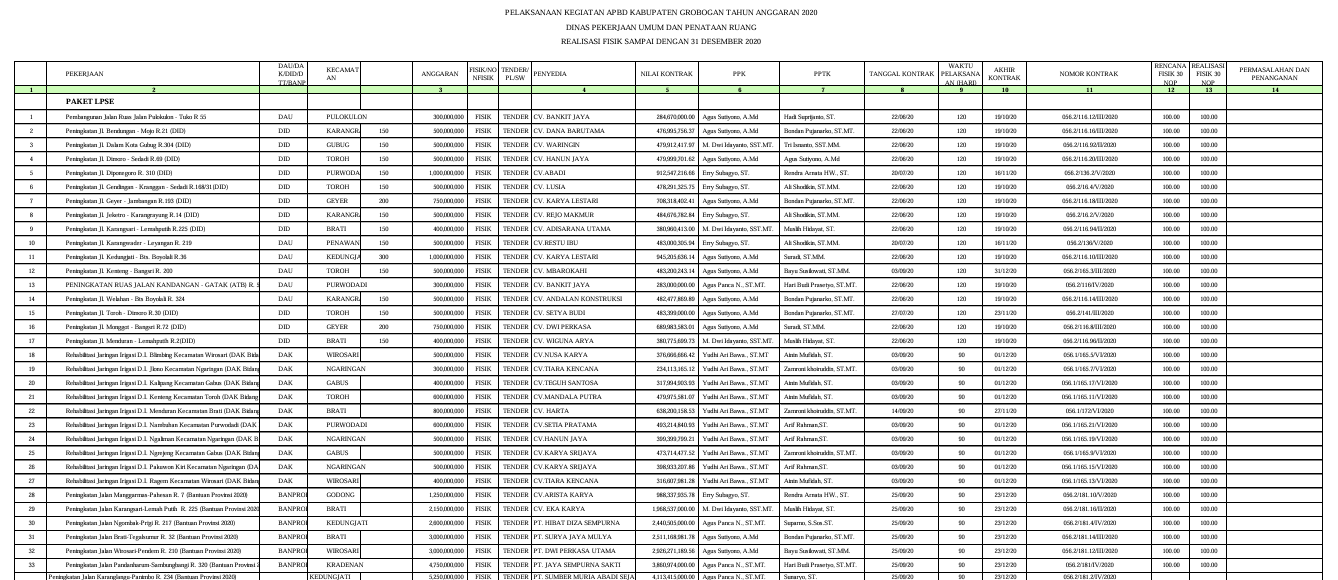 PELAKSANAAN KEGIATAN APBD KABUPATEN GROBOGAN TAHUN ANGGARAN 2020
DINAS PEKERJAAN UMUM DAN PENATAAN RUANG
REALISASI FISIK SAMPAI DENGAN 31 DESEMBER 2020
PEKERJAAN DAU/DAK/DID/DTT/BANP KECAMATAN ANGGARAN FISIK/NONFISIK TENDER/PL/SW PENYEDIA NILAI KONTRAK PPK PPTK TANGGAL KONTRAK WAKTU PELAKSANAAN (HARI) AKHIR KONTRAK NOMOR KONTRAK RENCANA FISIK 30 NOP REALISASI FISIK 30 NOP PERMASALAHAN DAN PENANGANAN
1 2 3 4 5 6 7 8 9 10 11 12 13 14
PAKET LPSE
1 Pembangunan Jalan Ruas Jalan Pulokulon - Tuko R 55 DAU PULOKULON 300,000,000 FISIK TENDER CV. BANKIT JAYA 284,670,000.00 Agus Sutiyono, A.Md Hadi Suprijanto, ST. 22/06/20 120 19/10/20 056.2/116.12/III/2020 100.00 100.00
2 Peningkatan Jl. Bendungan - Mojo R.21 (DID) DID KARANGR 150 500,000,000 FISIK TENDER CV. DANA BARUTAMA 476,995,756.37 Agus Sutiyono, A.Md Bondan Pujanarko, ST.MT. 22/06/20 120 19/10/20 056.2/116.14/III/2020 100.00 100.00
3 Peningkatan Jl. Dalam Kota Gubug R.304 (DID) DID GUBUG 150 500,000,000 FISIK TENDER CV. WARINGIN 479,912,417.97 M. Dwi Idayanto, SST.MT. Tri Isnanto, SST.MM. 22/06/20 120 19/10/20 056.2/116.92/III/2020 100.00 100.00
4 Peningkatan Jl. Dimoro - Sedadi R.69 (DID) DID TOROH 150 500,000,000 FISIK TENDER CV. HANUN JAYA 479,999,701.62 Agus Sutiyono, A.Md Agus Sutiyono, A.Md 22/06/20 120 19/10/20 056.2/116.20/III/2020 100.00 100.00
5 Peningkatan Jl. Diponegoro R. 310 (DID) DID PURWODA 150 1,000,000,000 FISIK TENDER CV.ABADI 912,547,216.66 Erry Subagyo, ST. Rendra Amata HW., ST. 20/07/20 120 16/11/20 056.2/136.2/V/2020 100.00 100.00
6 Peningkatan Jl. Gendingan - Kranggan - Sedadi R.168/31(DID) DID TOROH 150 500,000,000 FISIK TENDER CV. LUSIA 478,291,325.75 Erry Subagyo, ST. Ali Shodikin, ST.MM. 22/06/20 120 19/10/20 056.2/16.4/V/2020 100.00 100.00
7 Peningkatan Jl. Geyer - Jambangan R.193 (DID) DID GEYER 200 750,000,000 FISIK TENDER CV. KARYA LESTARI 708,318,402.41 Agus Sutiyono, A.Md Bondan Pujanarko, ST.MT. 22/06/20 120 19/10/20 056.2/116.18/III/2020 100.00 100.00
8 Peningkatan Jl. Jeketro - Karangrayung R.14 (DID) DID KARANGR 150 500,000,000 FISIK TENDER CV. REJO MAKMUR 484,676,782.84 Erry Subagyo, ST. Ali Shodikin, ST.MM. 22/06/20 120 19/10/20 056.2/16.2/V/2020 100.00 100.00
9 Peningkatan Jl. Karangsari - Lemahputih R.225 (DID) DID BRATI 150 400,000,000 FISIK TENDER CV. ADISARANA UTAMA 380,960,413.00 M. Dwi Idayanto, SST.MT. Muslih Hidayat, ST. 22/06/20 120 19/10/20 056.2/116.94/III/2020 100.00 100.00
10 Peningkatan Jl. Karangwader - Leyangan R. 219 DAU PENAWAN 150 500,000,000 FISIK TENDER CV.RESTU IBU 483,000,305.94 Erry Subagyo, ST. Ali Shodikin, ST.MM. 20/07/20 120 16/11/20 056.2/136/V/2020 100.00 100.00
11 Peningkatan Jl. Kedungjati - Bts. Boyolali R.36 DAU KEDUNGJA 300 1,000,000,000 FISIK TENDER CV. KARYA LESTARI 945,205,636.14 Agus Sutiyono, A.Md Suradi, ST.MM. 22/06/20 120 19/10/20 056.2/116.10/III/2020 100.00 100.00
12 Peningkatan Jl. Kenteng - Bangsri R. 200 DAU TOROH 150 500,000,000 FISIK TENDER CV. MBAROKAHI 483,200,243.14 Agus Panca N., ST.MT. Bayu Susilowati, ST.MM. 03/09/20 120 31/12/20 056.2/165.3/III/2020 100.00 100.00
13 PENINGKATAN RUAS JALAN KANDANGAN - GATAK (ATB) R. 5 DAU PURWODADI 300,000,000 FISIK TENDER CV. BANKIT JAYA 283,000,000.00 Agus Panca N., ST.MT. Hari Budi Prasetyo, ST.MT. 22/06/20 120 19/10/20 056.2/116/IV/2020 100.00 100.00
14 Peningkatan Jl. Welahan - Bts Boyolali R. 324 DAU KARANGR 150 500,000,000 FISIK TENDER CV. ANDALAN KONSTRUKSI 482,477,869.89 Agus Sutiyono, A.Md Bondan Pujanarko, ST.MT. 22/06/20 120 19/10/20 056.2/116.14/III/2020 100.00 100.00
15 Peningkatan Jl. Toroh - Dimoro R.30 (DID) DID TOROH 150 500,000,000 FISIK TENDER CV. SETYA BUDI 483,399,000.00 Agus Sutiyono, A.Md Bondan Pujanarko, ST.MT. 27/07/20 120 23/11/20 056.2/141/III/2020 100.00 100.00
16 Peningkatan Jl. Monggot - Bangsri R.72 (DID) DID GEYER 200 750,000,000 FISIK TENDER CV. DWI PERKASA 689,983,583.01 Agus Sutiyono, A.Md Suradi, ST.MM. 22/06/20 120 19/10/20 056.2/116.8/III/2020 100.00 100.00
17 Peningkatan Jl. Menduran - Lemahputih R.2(DID) DID BRATI 150 400,000,000 FISIK TENDER CV. WIGUNA ARYA 380,775,699.73 M. Dwi Idayanto, SST.MT. Muslih Hidayat, ST. 22/06/20 120 19/10/20 056.2/116.96/III/2020 100.00 100.00
18 Rehabilitasi Jaringan Irigasi D.I. Blimbing Kecamatan Wirosari (DAK Bida DAK WIROSARI 500,000,000 FISIK TENDER CV.NUSA KARYA 376,666,666.42 Yudhi Ari Bawa., ST.MT Ainin Mufidah, ST. 03/09/20 90 01/12/20 056.1/165.5/VI/2020 100.00 100.00
19 Rehabilitasi Jaringan Irigasi D.I. Jlono Kecamatan Ngaringan (DAK Bidang DAK NGARINGAN 300,000,000 FISIK TENDER CV.TIARA KENCANA 234,113,165.12 Yudhi Ari Bawa., ST.MT Zamroni khoiruddin, ST.MT. 03/09/20 90 01/12/20 056.1/165.7/VI/2020 100.00 100.00
20 Rehabilitasi Jaringan Irigasi D.I. Kalipang Kecamatan Gabus (DAK Bidang DAK GABUS 400,000,000 FISIK TENDER CV.TEGUH SANTOSA 317,994,903.93 Yudhi Ari Bawa., ST.MT Ainin Mufidah, ST. 03/09/20 90 01/12/20 056.1/165.17/VI/2020 100.00 100.00
21 Rehabilitasi Jaringan Irigasi D.I. Kenteng Kecamatan Toroh (DAK Bidang DAK TOROH 600,000,000 FISIK TENDER CV.MANDALA PUTRA 479,975,581.07 Yudhi Ari Bawa., ST.MT Ainin Mufidah, ST. 03/09/20 90 01/12/20 056.1/165.11/VI/2020 100.00 100.00
22 Rehabilitasi Jaringan Irigasi D.I. Menduran Kecamatan Brati (DAK Bidang DAK BRATI 800,000,000 FISIK TENDER CV. HARTA 638,200,158.53 Yudhi Ari Bawa., ST.MT Zamroni khoiruddin, ST.MT. 14/09/20 90 27/11/20 056.1/172/VI/2020 100.00 100.00
23 Rehabilitasi Jaringan Irigasi D.I. Nambuhan Kecamatan Purwodadi (DAK DAK PURWODADI 600,000,000 FISIK TENDER CV.SETIA PRATAMA 493,214,840.93 Yudhi Ari Bawa., ST.MT Arif Rahman,ST. 03/09/20 90 01/12/20 056.1/165.21/VI/2020 100.00 100.00
24 Rehabilitasi Jaringan Irigasi D.I. Ngaliman Kecamatan Ngaringan (DAK B DAK NGARINGAN 500,000,000 FISIK TENDER CV.HANUN JAYA 399,399,799.21 Yudhi Ari Bawa., ST.MT Arif Rahman,ST. 03/09/20 90 01/12/20 056.1/165.19/VI/2020 100.00 100.00
25 Rehabilitasi Jaringan Irigasi D.I. Ngrejeng Kecamatan Gabus (DAK Bidang DAK GABUS 500,000,000 FISIK TENDER CV.KARYA SRIJAYA 473,714,477.52 Yudhi Ari Bawa., ST.MT Ainin Mufidah, ST. 03/09/20 90 01/12/20 056.1/165.9/VI/2020 100.00 100.00
26 Rehabilitasi Jaringan Irigasi D.I. Pakuwon Kiri Kecamatan Ngaringan (DA DAK NGARINGAN 500,000,000 FISIK TENDER CV.KARYA SRIJAYA 398,933,207.86 Yudhi Ari Bawa., ST.MT Arif Rahman,ST. 03/09/20 90 01/12/20 056.1/165.15/VI/2020 100.00 100.00
27 Rehabilitasi Jaringan Irigasi D.I. Ragem Kecamatan Wirosari (DAK Bidang DAK WIROSARI 400,000,000 FISIK TENDER CV.TIARA KENCANA 316,607,981.28 Yudhi Ari Bawa., ST.MT Ainin Mufidah, ST. 03/09/20 90 01/12/20 056.1/165.13/VI/2020 100.00 100.00
28 Peningkatan Jalan Manggarmas-Pahesan R. 7 (Bantuan Provinsi 2020) BANPRO GODONG 1,250,000,000 FISIK TENDER CV.ARISTA KARYA 988,337,935.78 Erry Subagyo, ST. Rendra Amata HW., ST. 25/09/20 90 23/12/20 056.2/181.10/V/2020 100.00 100.00
29 Peningkatan Jalan Karangsari-Lemah Putih R. 225 (Bantuan Provinsi 2020 BANPRO BRATI 2,150,000,000 FISIK TENDER CV. EKA KARYA 1,968,537,000.00 M. Dwi Idayanto, SST.MT. Muslih Hidayat, ST. 25/09/20 90 23/12/20 056.2/181.16/II/2020 100.00 100.00
30 Peningkatan Jalan Ngombak-Prigi R. 217 (Bantuan Provinsi 2020) BANPRO KEDUNGJATI 2,600,000,000 FISIK TENDER PT. HIBAT DIZA SEMPURNA 2,440,505,000.00 Agus Panca N., ST.MT. Suparno, S.Sos.ST. 25/09/20 90 23/12/20 056.2/181.4/IV/2020 100.00 100.00
31 Peningkatan Jalan Brati-Tegalsumur R. 32 (Bantuan Provinsi 2020) BANPRO BRATI 3,000,000,000 FISIK TENDER PT. SURYA JAYA MULYA 2,511,168,981.78 Agus Sutiyono, A.Md Bondan Pujanarko, ST.MT. 25/09/20 90 23/12/20 056.2/181.14/III/2020 100.00 100.00
32 Peningkatan Jalan Wirosari-Pendem R. 210 (Bantuan Provinsi 2020) BANPRO WIROSARI 3,000,000,000 FISIK TENDER PT. DWI PERKASA UTAMA 2,926,271,189.56 Agus Sutiyono, A.Md Bayu Susilowati, ST.MM. 25/09/20 90 23/12/20 056.2/181.12/III/2020 100.00 100.00
33 Peningkatan Jalan Pandanharum-Sambungbangi R. 320 (Bantuan Provinsi 2 BANPRO KRADENAN 4,750,000,000 FISIK TENDER PT. JAYA SEMPURNA SAKTI 3,860,974,000.00 Agus Panca N., ST.MT. Hari Budi Prasetyo, ST.MT. 25/09/20 90 23/12/20 056.2/181/IV/2020 100.00 100.00
Peningkatan Jalan Karanglangu-Panimbo R. 234 (Bantuan Provinsi 2020) KEDUNGJATI 5,250,000,000 FISIK TENDER PT. SUMBER MURIA ABADI SEJA 4,113,415,000.00 Agus Panca N., ST.MT. Sunaryo, ST. 25/09/20 90 23/12/20 056.2/181.2/IV/2020